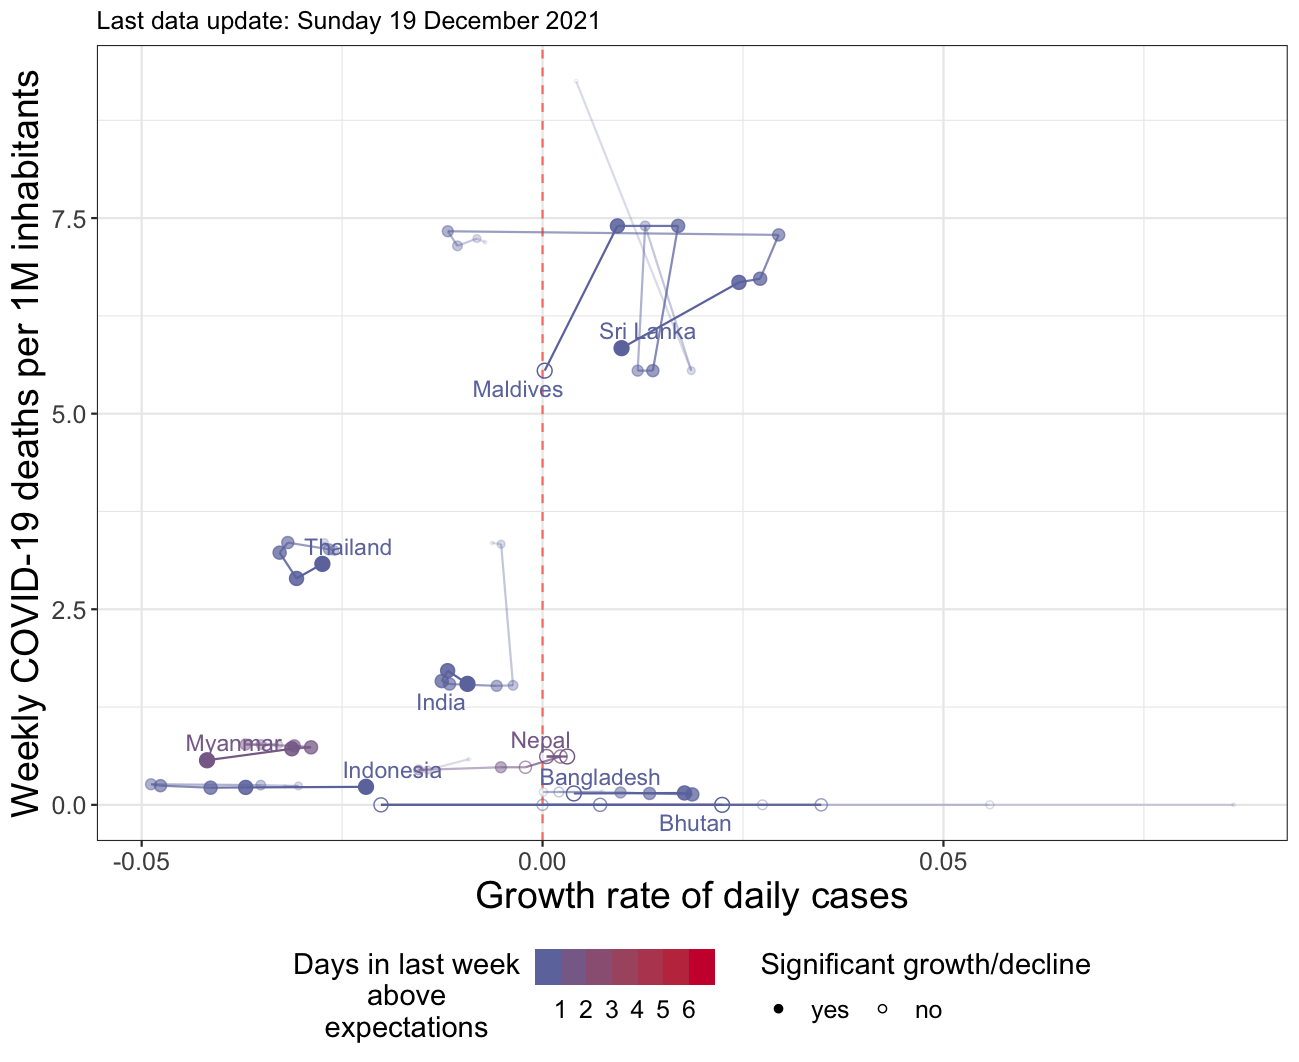 Last data update: Sunday 19 December 2021
Weekly COVID-19 deaths per 1M inhabitants
7.5
5.0
2.5
0.0
Sri Lanka
Maldives
Thailand
India
Myanmar
Nepal
Indonesia
Bangladesh
Bhutan
-0.05
0.00
0.05
Growth rate of daily cases
Days in last week
above
expectations
1 2 3 4 5 6
Significant growth/decline
yes
no